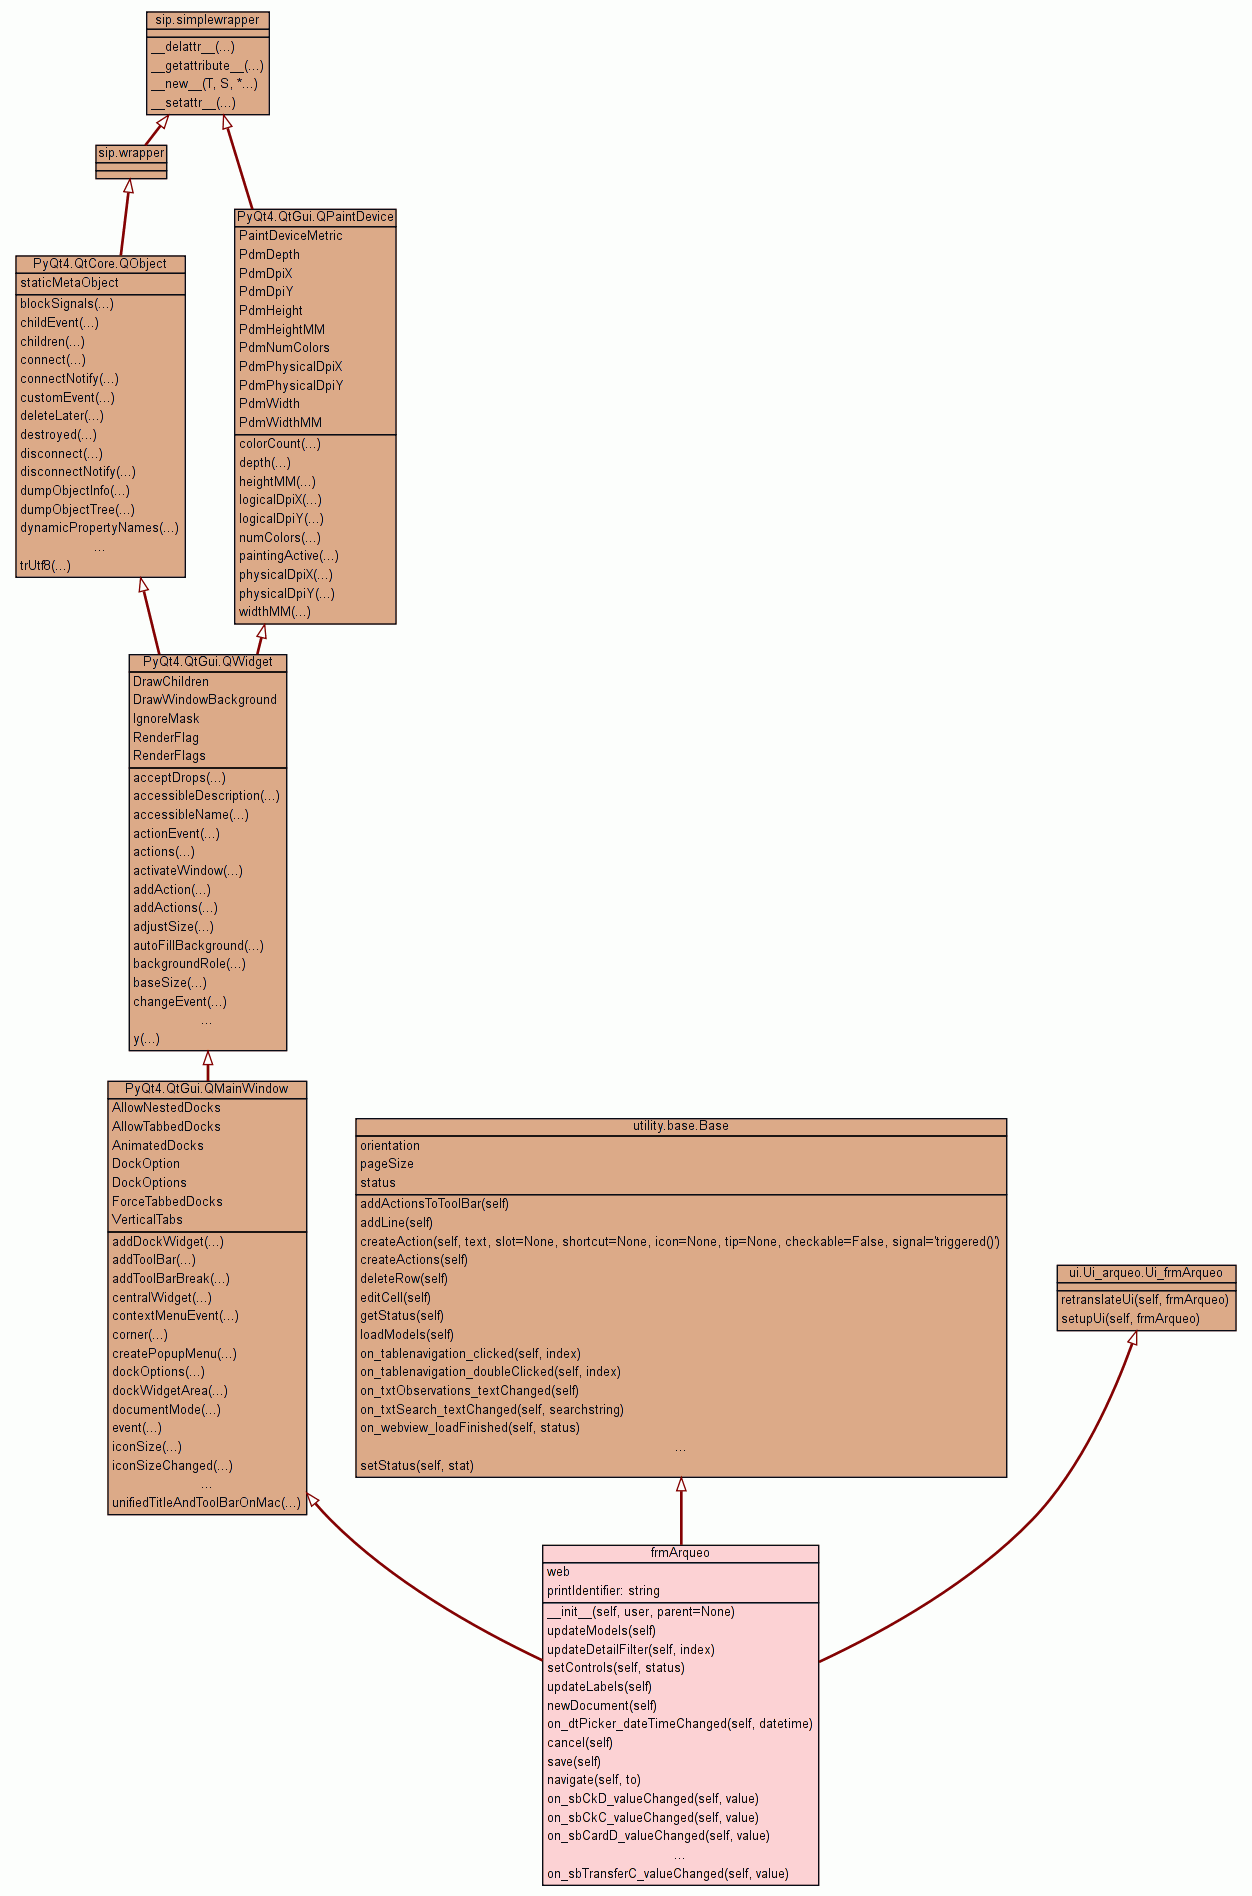 sip.simplewrapper
__delattr__(...)
__getattribute__(...)
__new__(T, S, *...)
__setattr__(...)
sip.wrapper
PyQt4.QtGui.QPaintDevice
PaintDeviceMetric
PdmDepth
PdmDpiX
PdmDpiY
PdmHeight
PdmHeightMM
PdmNumColors
PdmPhysicalDpiX
PdmPhysicalDpiY
PdmWidth
PdmWidthMM
colorCount(...)
depth(...)
heightMM(...)
logicalDpiX(...)
logicalDpiY(...)
numColors(...)
paintingActive(...)
physicalDpiX(...)
physicalDpiY(...)
widthMM(...)
PyQt4.QtCore.QObject
staticMetaObject
blockSignals(...)
childEvent(...)
children(...)
connect(...)
connectNotify(...)
customEvent(...)
deleteLater(...)
destroyed(...)
disconnect(...)
disconnectNotify(...)
dumpObjectInfo(...)
dumpObjectTree(...)
dynamicPropertyNames(...)
...
trUtf8(...)
PyQt4.QtGui.QWidget
DrawChildren
DrawWindowBackground
IgnoreMask
RenderFlag
RenderFlags
acceptDrops(...)
accessibleDescription(...)
accessibleName(...)
actionEvent(...)
actions(...)
activateWindow(...)
addAction(...)
addActions(...)
adjustSize(...)
autoFillBackground(...)
backgroundRole(...)
baseSize(...)
changeEvent(...)
...
y(...)
PyQt4.QtGui.QMainWindow
AllowNestedDocks
AllowTabbedDocks
AnimatedDocks
DockOption
DockOptions
ForceTabbedDocks
VerticalTabs
addDockWidget(...)
addToolBar(...)
addToolBarBreak(...)
centralWidget(...)
contextMenuEvent(...)
corner(...)
createPopupMenu(...)
dockOptions(...)
dockWidgetArea(...)
documentMode(...)
event(...)
iconSize(...)
iconSizeChanged(...)
...
unifiedTitleAndToolBarOnMac(...)
utility.base.Base
orientation
pageSize
status
addActionsToToolBar(self)
addLine(self)
createAction(self, text, slot=None, shortcut=None, icon=None, tip=None, checkable=False, signal='triggered()')
createActions(self)
deleteRow(self)
editCell(self)
getStatus(self)
loadModels(self)
on_tablenavigation_clicked(self, index)
on_tablenavigation_doubleClicked(self, index)
on_txtObservations_textChanged(self)
on_txtSearch_textChanged(self, searchstring)
on_webview_loadFinished(self, status)
...
setStatus(self, stat)
ui.Ui_arqueo.Ui_frmArqueo
retranslateUi(self, frmArqueo)
setupUi(self, frmArqueo)
frmArqueo
web
printIdentifier: string
__init__(self, user, parent=None)
updateModels(self)
updateDetailFilter(self, index)
setControls(self, status)
updateLabels(self)
newDocument(self)
on_dtPicker_dateTimeChanged(self, datetime)
cancel(self)
save(self)
navigate(self, to)
on_sbCkD_valueChanged(self, value)
on_sbCkC_valueChanged(self, value)
on_sbCardD_valueChanged(self, value)
...
on_sbTransferC_valueChanged(self, value)